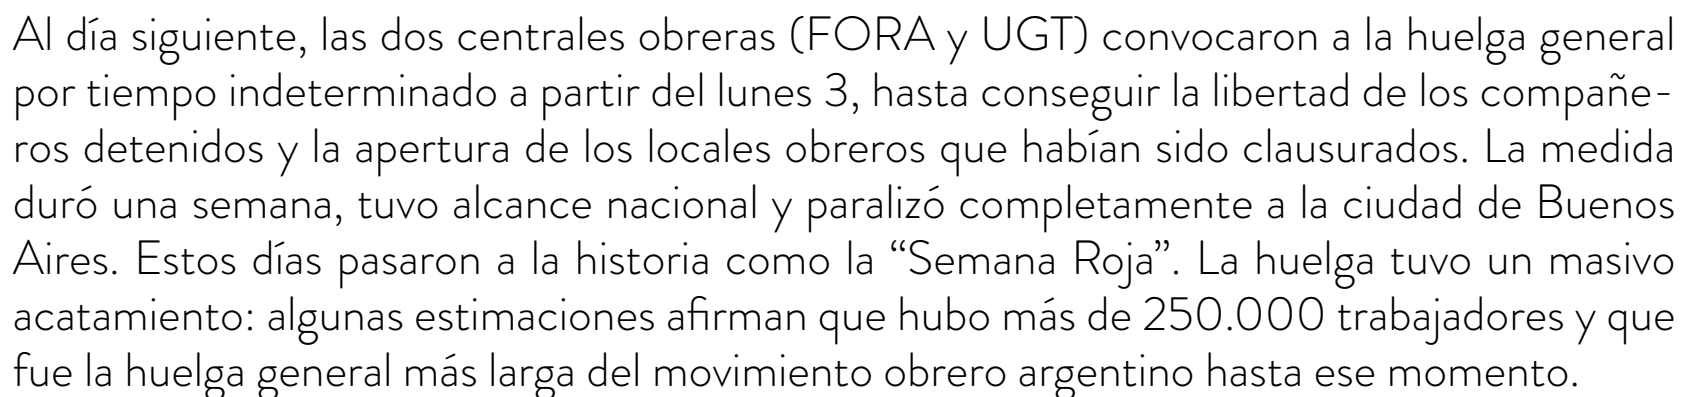 Al día siguiente, las dos centrales obreras (FORA y UGT) convocaron a la huelga general
por tiempo indeterminado a partir del lunes 3, hasta conseguir la libertad de los compañe-
ros detenidos y la apertura de los locales obreros que habían sido clausurados. La medida
duró una semana, tuvo alcance nacional y paralizó completamente a la ciudad de Buenos
Aires. Estos días pasaron a la historia como la “Semana Roja”. La huelga tuvo un masivo
acatamiento: algunas estimaciones afirman que hubo más de 250.000 trabajadores y que
fue la huelga general más larga del movimiento obrero argentino hasta ese momento.